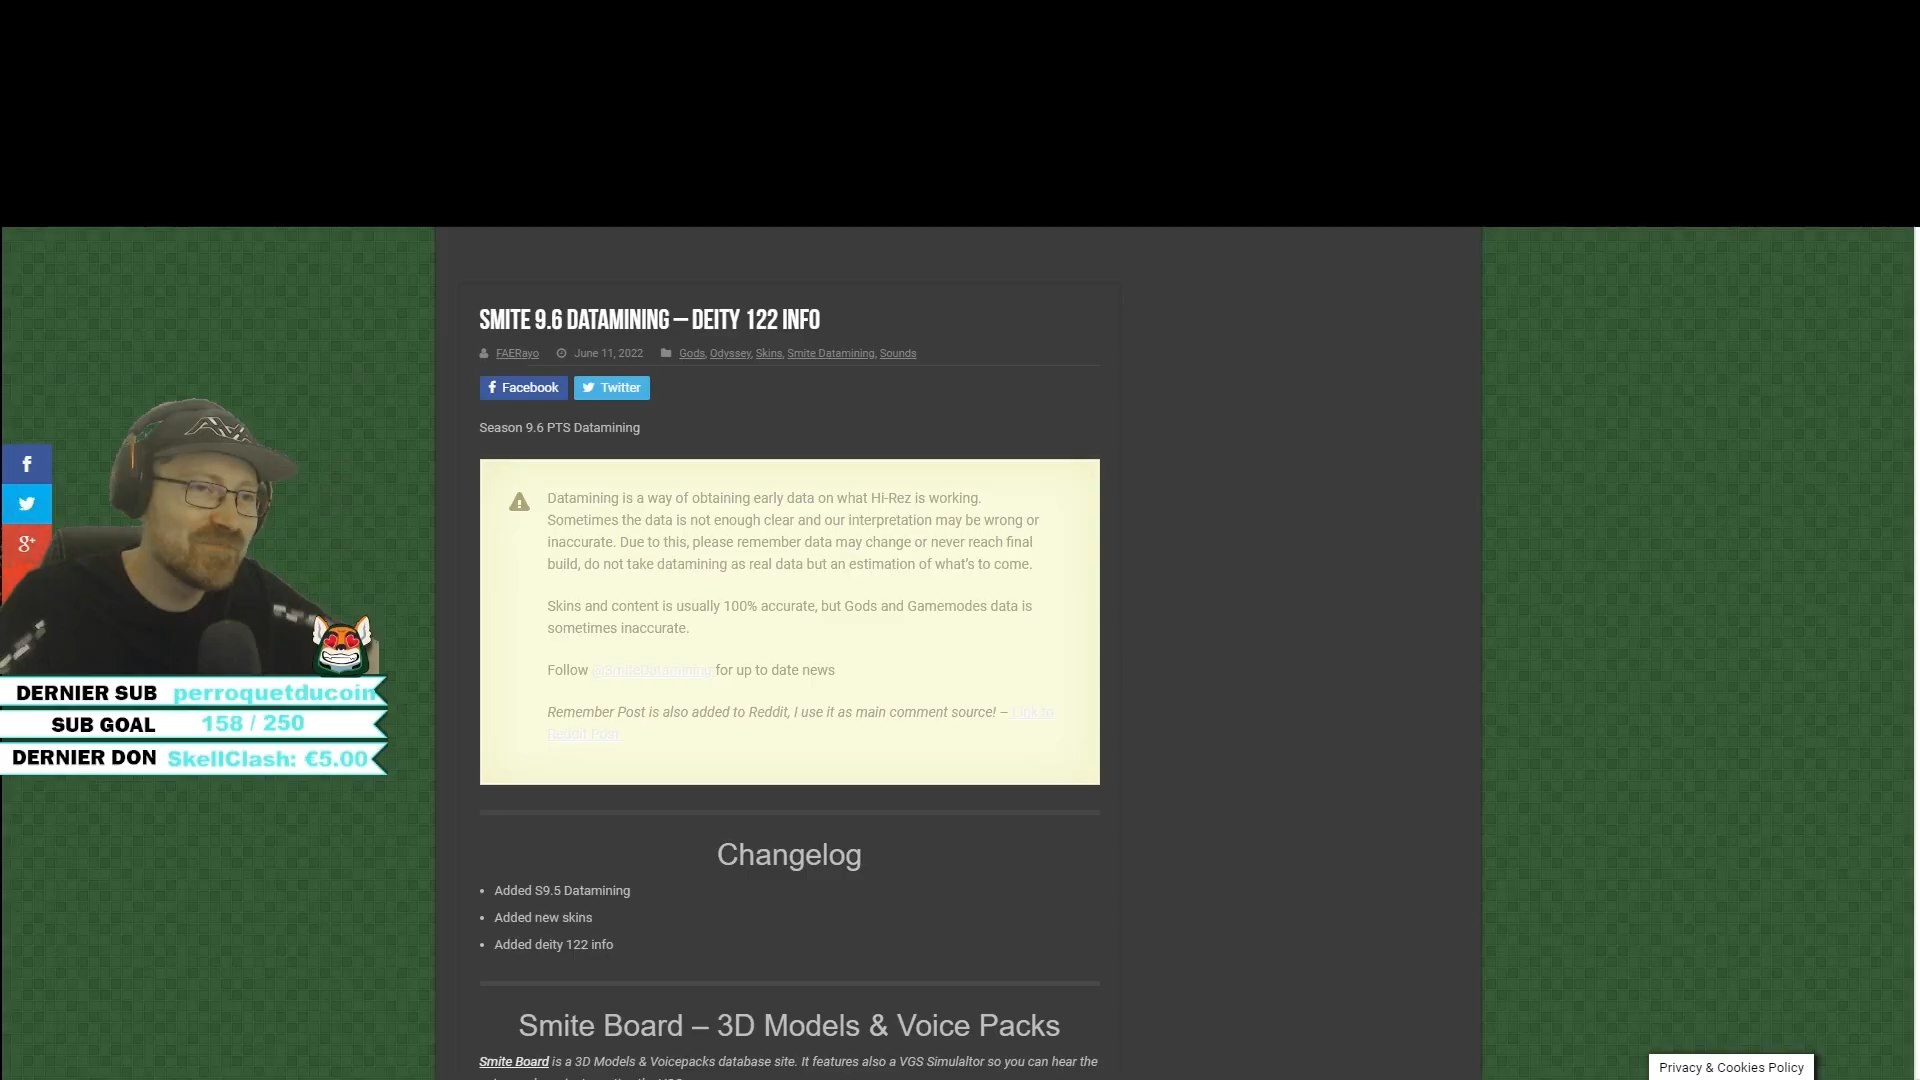 SMITE 9.6 DATAMINING – DEITY 122 INFO
FAERayo June 11, 2022 Gods, Odyssey, Skins, Smite Datamining, Sounds
Facebook Twitter
Season 9.6 PTS Datamining
Datamining is a way of obtaining early data on what Hi-Rez is working.
Sometimes the data is not enough clear and our interpretation may be wrong or
inaccurate. Due to this, please remember data may change or never reach final
build, do not take datamining as real data but an estimation of what's to come.
Skins and content is usually 100% accurate, but Gods and Gamemodes data is
sometimes inaccurate.
Follow @SmiteDatamining for up to date news
Remember Post is also added to Reddit, I use it as main comment source! – Link to
Reddit Post
DERNIER SUB perroquetducoin
SUB GOAL 158 / 250
DERNIER DON SkellClash: €5.00
Changelog
Added S9.5 Datamining
Added new skins
Added deity 122 info
Smite Board – 3D Models & Voice Packs
Smite Board is a 3D Models & Voicepacks database site. It features also a VGS Simulaltor so you can hear the
Privacy & Cookies Policy